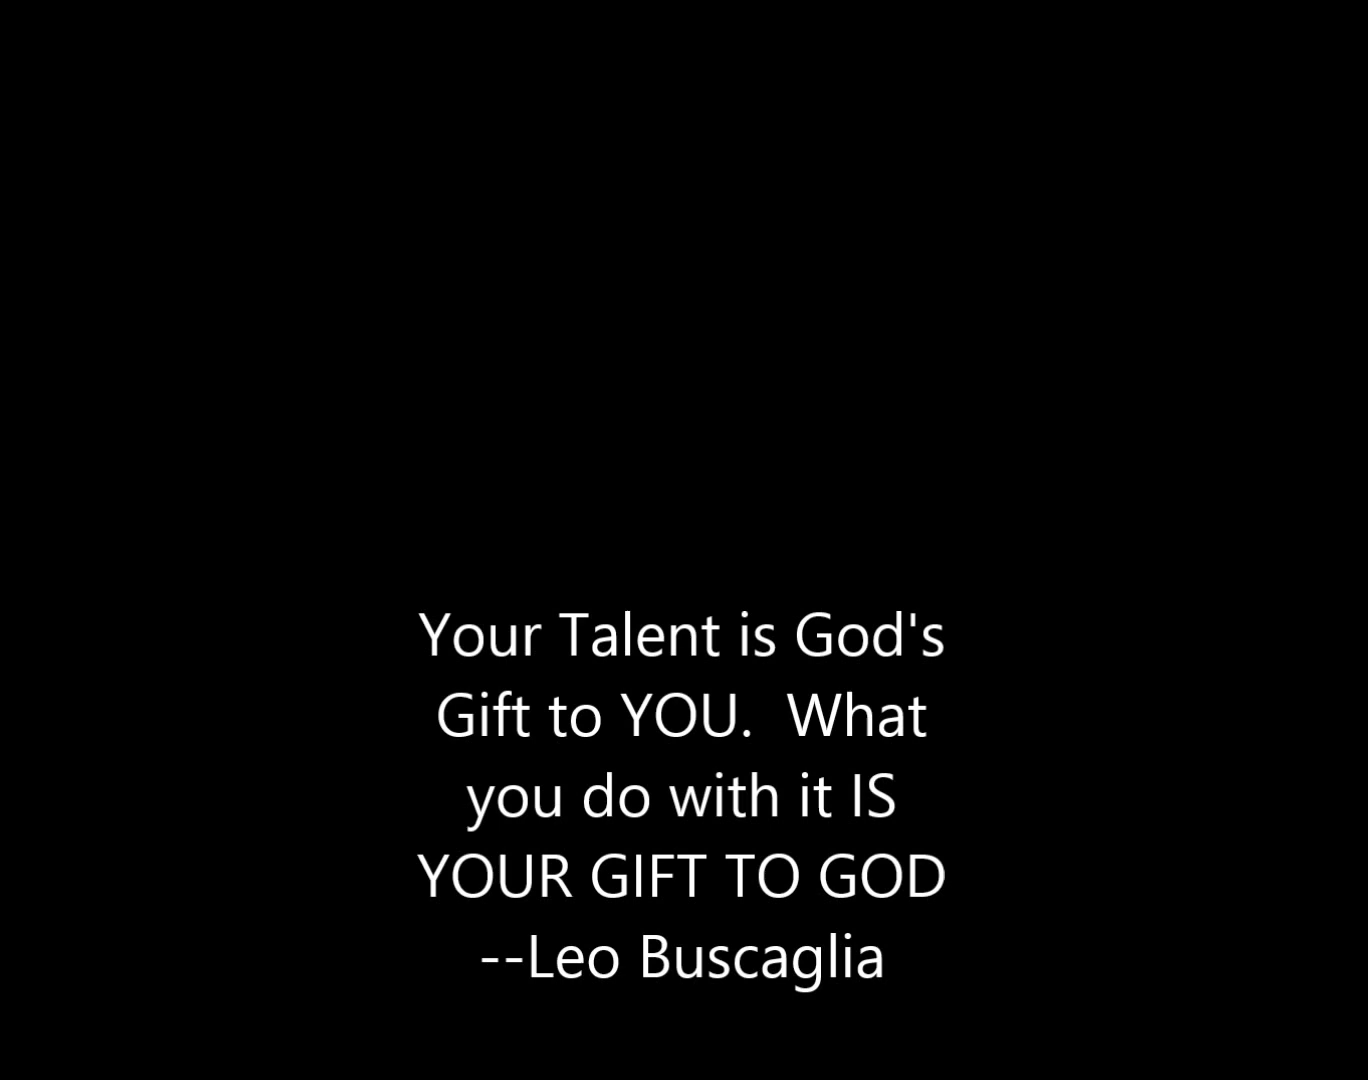 Your Talent is God's
Gift to YOU.  What
you do with it IS
YOUR GIFT TO GOD
--Leo Buscaglia